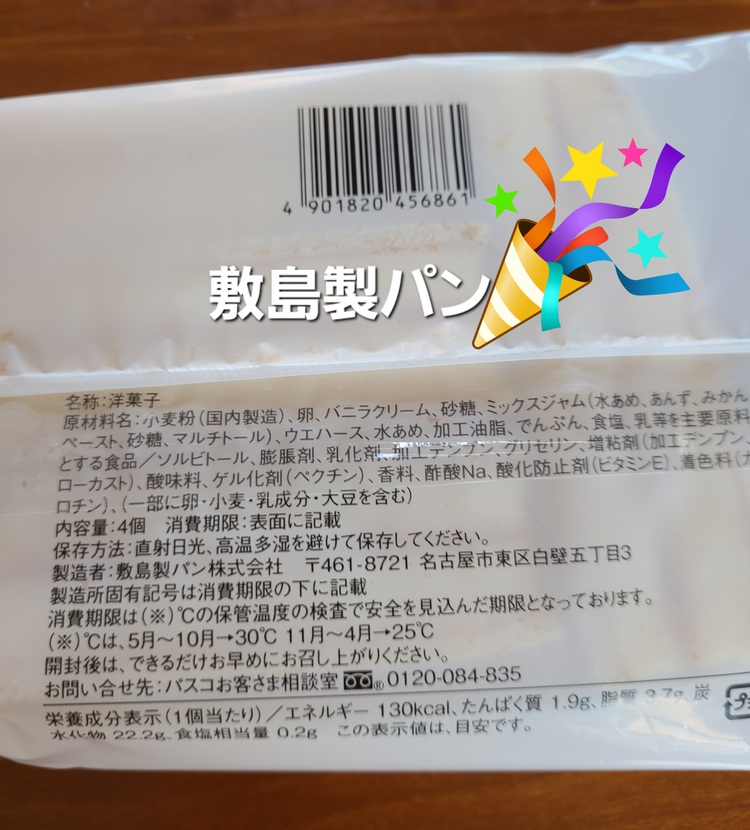 4 901820 456861
敷島製パン
名称:洋菓子
原材料名:小麦粉(国内製造)、卵、バニラクリーム、砂糖、ミックスジャム(水あめ、あんず、みかん
ペースト、砂糖、マルチトール)、ウエハース、水あめ、加工油脂、でんぷん、食塩、乳等を主要原料
とする食品/ソルビトール、膨脹剤、乳化剤、加工デンプン、グリセリン、増粘剤(加工デンプン、
ローカスト)、酸味料、ゲル化剤(ペクチン)、香料、酢酸Na、酸化防止剤(ビタミンE)、着色料(カ
ロチン)、(一部に卵・小麦・乳成分・大豆を含む)
内容量:4個 消費期限:表面に記載
保存方法:直射日光、高温多湿を避けて保存してください。
製造者:敷島製パン株式会社 〒461-8721 名古屋市東区白壁五丁目3
製造所固有記号は消費期限の下に記載
消費期限は(※)℃の保管温度の検査で安全を見込んだ期限となっております。
(※)℃は、5月~10月→30℃ 11月~4月→25℃
開封後は、できるだけお早めにお召し上がりください。
お問い合せ先:パスコお客さま相談室 ® 0120-084-835
栄養成分表示(1個当たり)/エネルギー 130kcal、たんぱく質 1.9g、脂質 3.7g、炭
水化物 22.2g、食塩相当量 0.2g この表示値は、目安です。